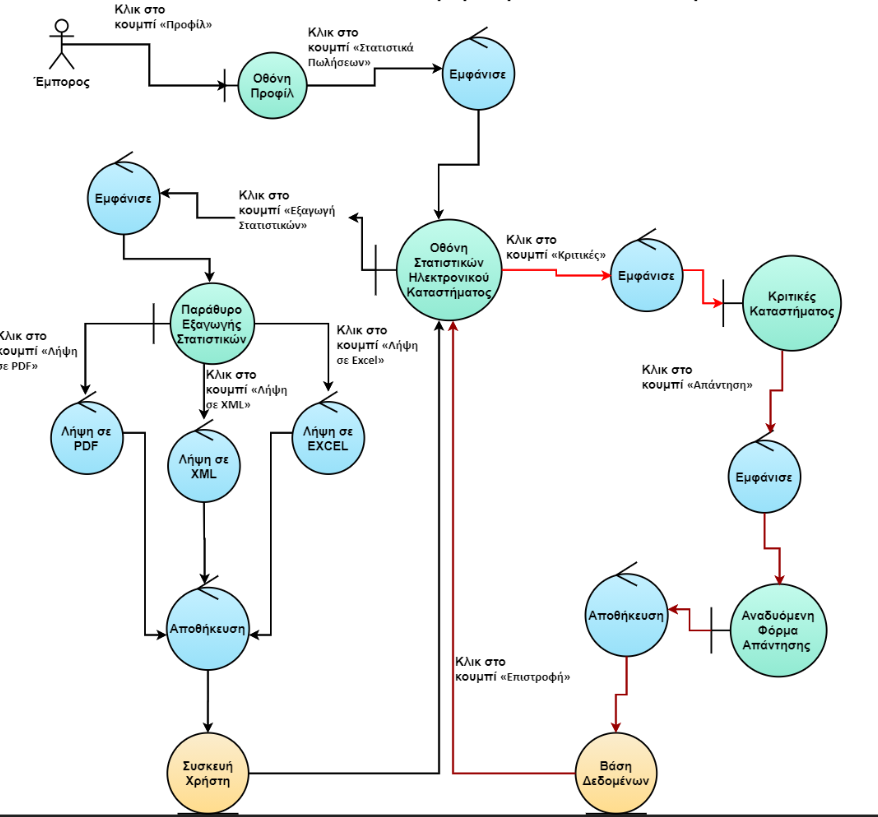 Κλικ στο
κουμπί «Προφίλ»
Έμπορος
Οθόνη
Προφίλ
Κλικ στο
κουμπί «Στατιστικά
Πωλήσεων»
Εμφάνισε
Εμφάνισε
Κλικ στο
κουμπί «Εξαγωγή
Στατιστικών»
Οθόνη
Στατιστικών
Ηλεκτρονικού
Καταστήματος
Κλικ στο
κουμπί «Κριτικές»
Εμφάνισε
Κριτικές
Καταστήματος
Παράθυρο
Εξαγωγής
Στατιστικών
Κλικ στο
κουμπί «Λήψη
σε PDF»
Κλικ στο
κουμπί «Λήψη
σε XML»
Κλικ στο
κουμπί «Λήψη
σε Excel»
Κλικ στο
κουμπί «Απάντηση»
Λήψη σε
PDF
Λήψη σε
XML
Λήψη σε
EXCEL
Εμφάνισε
Αποθήκευση
Αποθήκευση
Αναδυόμενη
Φόρμα
Απάντησης
Κλικ στο
κουμπί «Επιστροφή»
Συσκευή
Χρήστη
Βάση
Δεδομένων